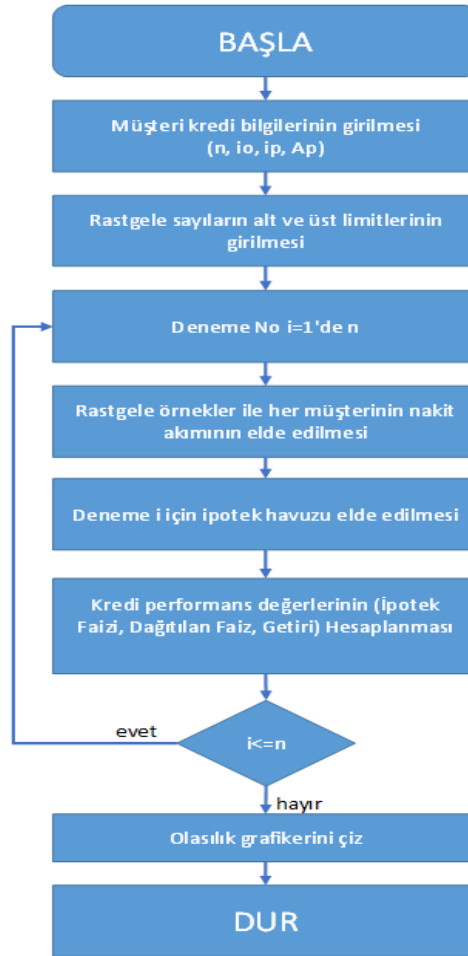 BAŞLA
Müşteri kredi bilgilerinin girilmesi
(n, io, ip, Ap)
Rastgele sayıların alt ve üst limitlerinin
girilmesi
Deneme No i=1'de n
Rastgele örnekler ile her müşterinin nakit
akımının elde edilmesi
Deneme i için ipotek havuzu elde edilmesi
Kredi performans değerlerinin (İpotek
Faizi, Dağıtılan Faiz, Getiri) Hesaplanması
evet
i<=n
hayır
Olasılık grafikerini çiz
DUR